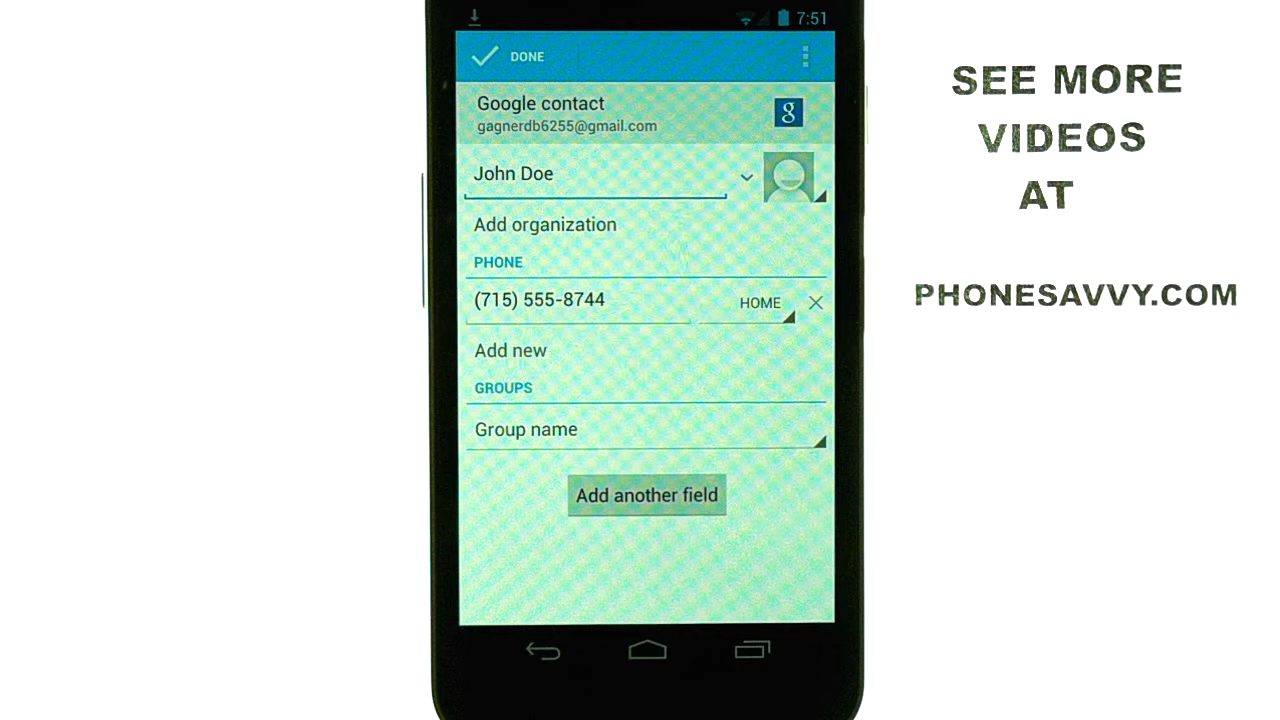 7:51
DONE
Google contact
gagnerdb6255@gmail.com
g
John Doe
Add organization
PHONE
(715) 555-8744
HOME
Add new
GROUPS
Group name
Add another field
SEE MORE
VIDEOS
AT
PHONESAVVY.COM